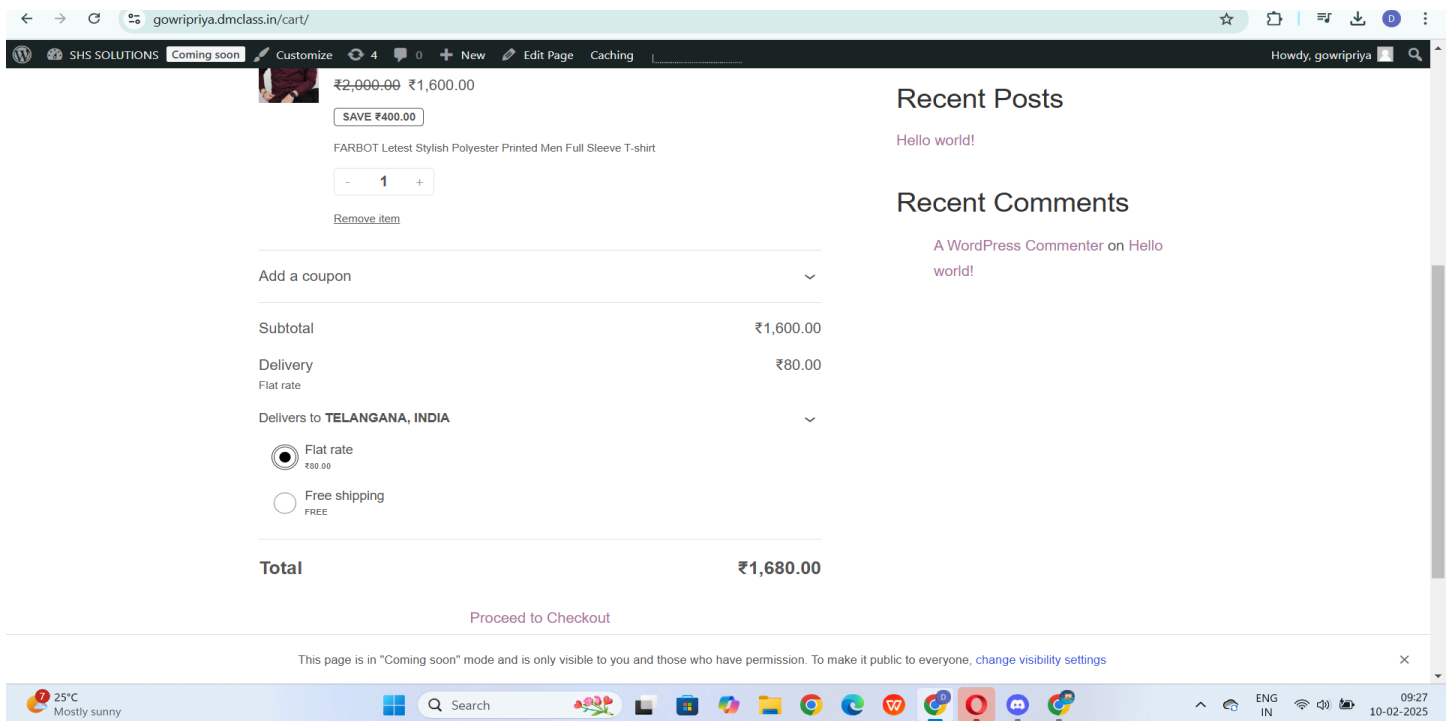 gowripriya.dmclass.in/cart/
D
SHS SOLUTIONS Coming soon Customize 4 0 New Edit Page Caching Howdy, gowripriya
₹2,000.00 ₹1,600.00
SAVE ₹400.00
FARBOT Letest Stylish Polyester Printed Men Full Sleeve T-shirt
- 1 +
Remove item
Add a coupon
Subtotal ₹1,600.00
Delivery ₹80.00
Flat rate
Delivers to TELANGANA, INDIA
Flat rate
₹80.00
Free shipping
FREE
Total ₹1,680.00
Proceed to Checkout
Recent Posts
Hello world!
Recent Comments
A WordPress Commenter on Hello
world!
This page is in "Coming soon" mode and is only visible to you and those who have permission. To make it public to everyone, change visibility settings
7
25°C
Mostly sunny
Search
D
ENG
IN
09:27
10-02-2025